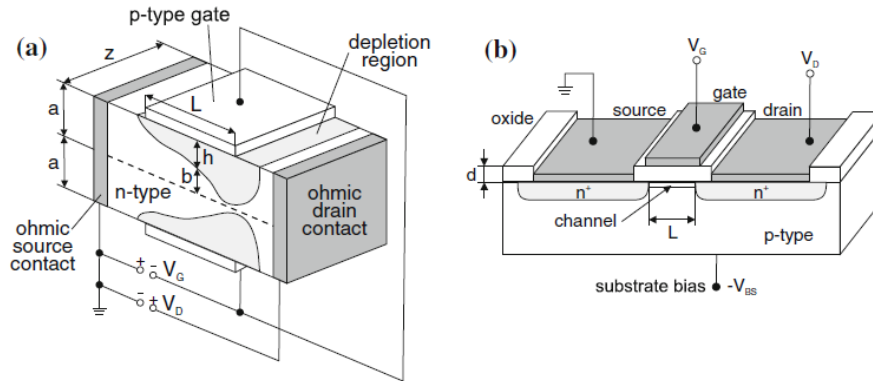 (a)
p-type gate
depletion
region
z
L
a
a
h
b
n-type
ohmic
source
contact
ohmic
drain
contact
+ - V_G
- + V_D
(b)
V_G
V_D
gate
source
drain
oxide
d
n⁺
n⁺
channel
L
p-type
substrate bias
-V_BS